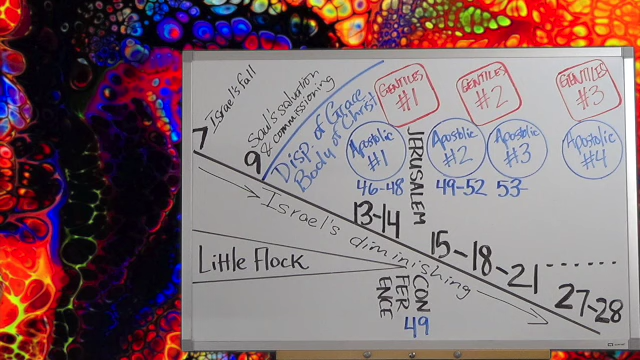 7 Israel's fall
9 Saul's salvation
& commissioning
Disp. of Grace
Body of Christ
GENTILES
#1
GENTILES
#2
GENTILES
#3
Apostolic
#1
46-48
JERUSALEM
Apostolic
#2
49-52
Apostolic
#3
53-
Apostolic
#4
13-14
Israel's diminishing
15-18-21
27-28
Little Flock
CON
FER
ENCE
49